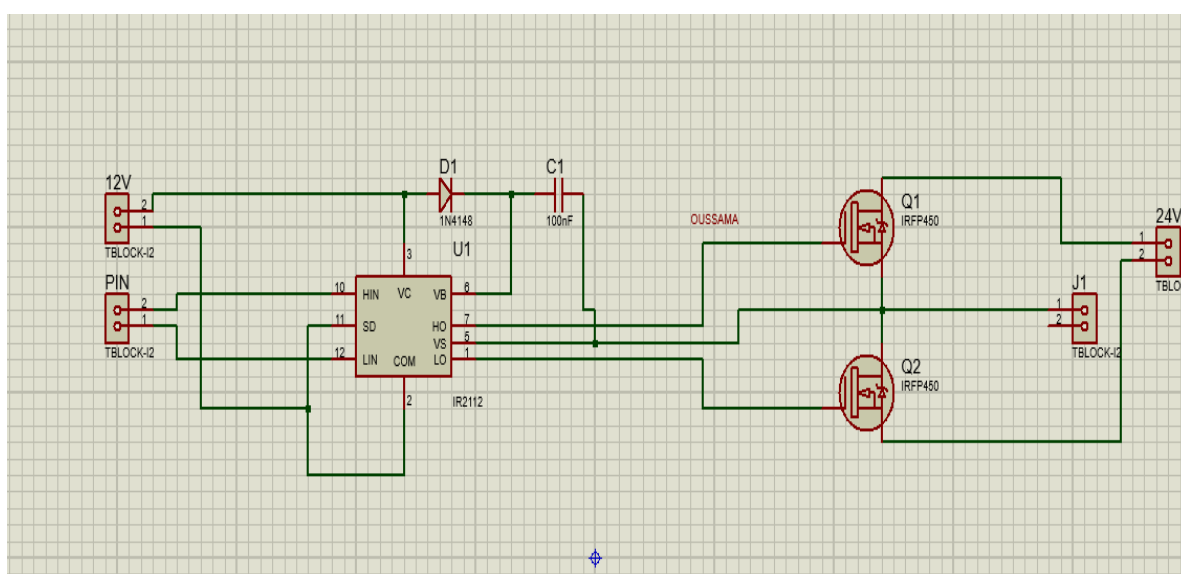 12V
2
1
TBLOCK-I2
PIN
2
1
TBLOCK-I2
D1
1N4148
C1
100nF
U1
3
10 HIN VC VB 6
11 SD HO 7
VS 5
12 LIN COM LO 1
2
IR2112
OUSSAMA
Q1
IRFP450
24V
1
2
TBLO
J1
1
2
TBLOCK-I2
Q2
IRFP450